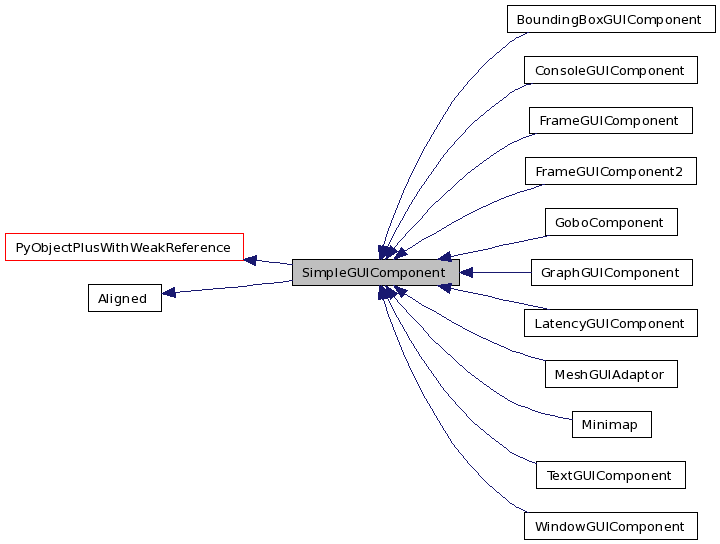 BoundingBoxGUIComponent
ConsoleGUIComponent
FrameGUIComponent
FrameGUIComponent2
GoboComponent
PyObjectPlusWithWeakReference
SimpleGUIComponent
GraphGUIComponent
Aligned
LatencyGUIComponent
MeshGUIAdaptor
Minimap
TextGUIComponent
WindowGUIComponent